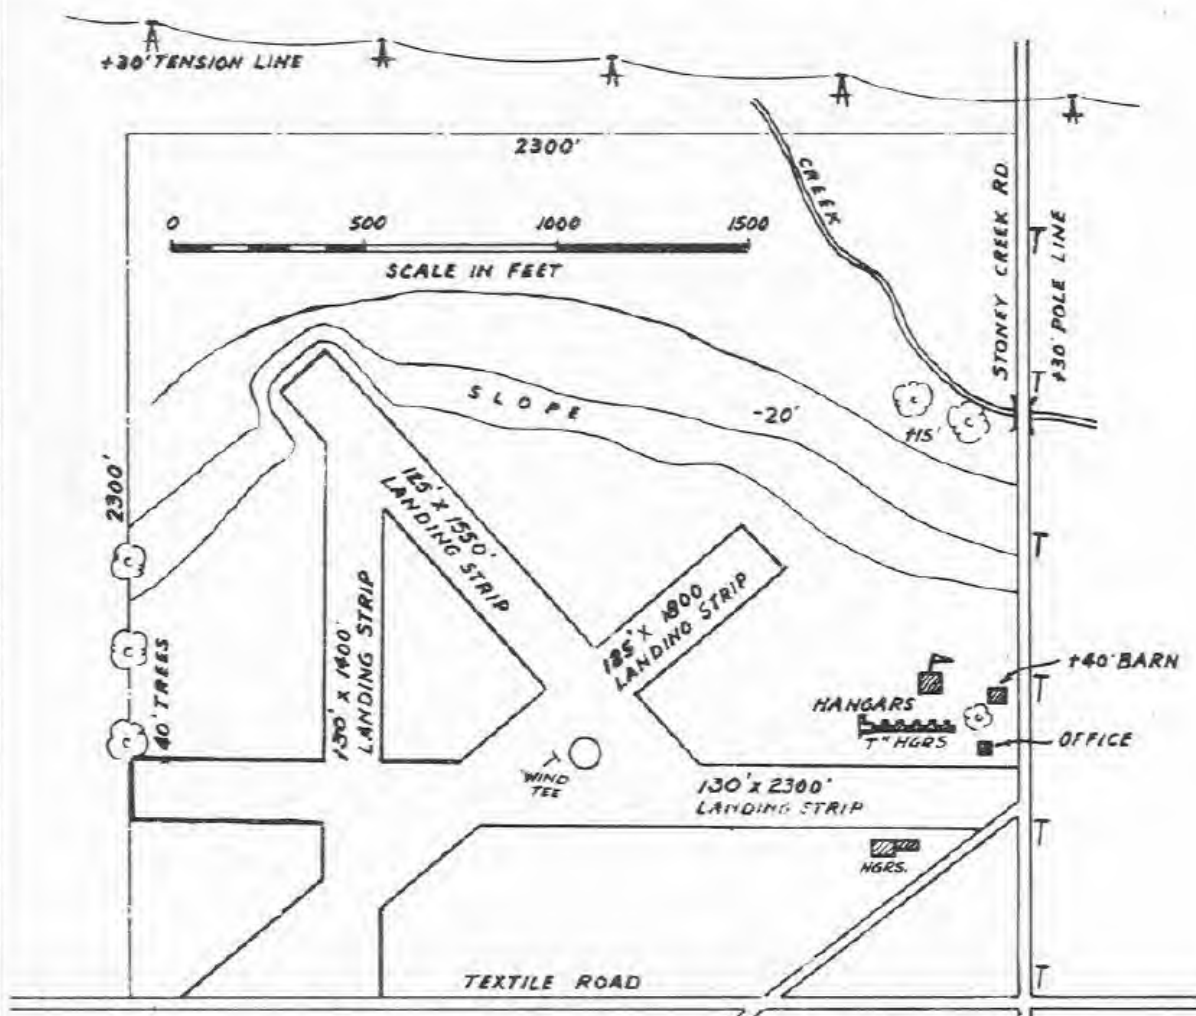 +30' TENSION LINE
2300'
CREEK
0 500 1000 1500
SCALE IN FEET
STONEY CREEK RD.
+30' POLE LINE
SLOPE
-20'
+15'
2300'
125' X 1550'
LANDING STRIP
125' X 1800
LANDING STRIP
130' X 1400'
LANDING STRIP
40' TREES
+40' BARN
HANGARS
"T" HGRS
OFFICE
WIND
TEE
130' X 2300'
LANDING STRIP
HGRS.
TEXTILE ROAD